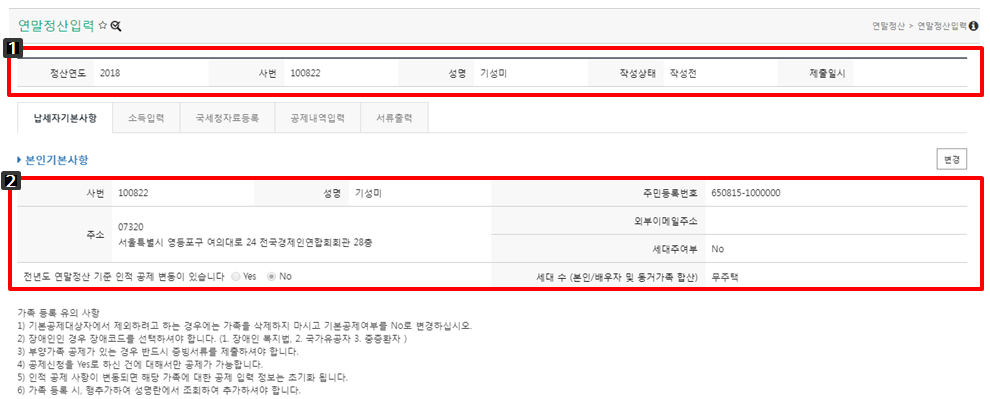 연말정산입력
연말정산 > 연말정산입력
1
정산연도 2018 사번 100822 성명 기성미 작성상태 작성전 제출일시
납세자기본사항 소득입력 국세청자료등록 공제내역입력 서류출력
본인기본사항 변경
2
사번 100822 성명 기성미 주민등록번호 650815-1000000
주소 07320
서울특별시 영등포구 여의대로 24 전국경제인연합회회관 28층
외부이메일주소
세대주여부 No
전년도 연말정산 기준 인적 공제 변동이 있습니다 Yes No 세대 수 (본인/배우자 및 동거가족 합산) 무주택
가족 등록 유의 사항
1) 기본공제대상자에서 제외하려고 하는 경우에는 가족을 삭제하지 마시고 기본공제여부를 No로 변경하십시오.
2) 장애인인 경우 장애코드를 선택하셔야 합니다. (1. 장애인 복지법, 2. 국가유공자 3. 중증환자 )
3) 부양가족 공제가 있는 경우 반드시 증빙서류를 제출하셔야 합니다.
4) 공제신청을 Yes로 하신 건에 대해서만 공제가 가능합니다.
5) 인적 공제 사항이 변동되면 해당 가족에 대한 공제 입력 정보는 초기화 됩니다.
6) 가족 등록 시, 행추가하여 성명란에서 조회하여 추가하셔야 합니다.